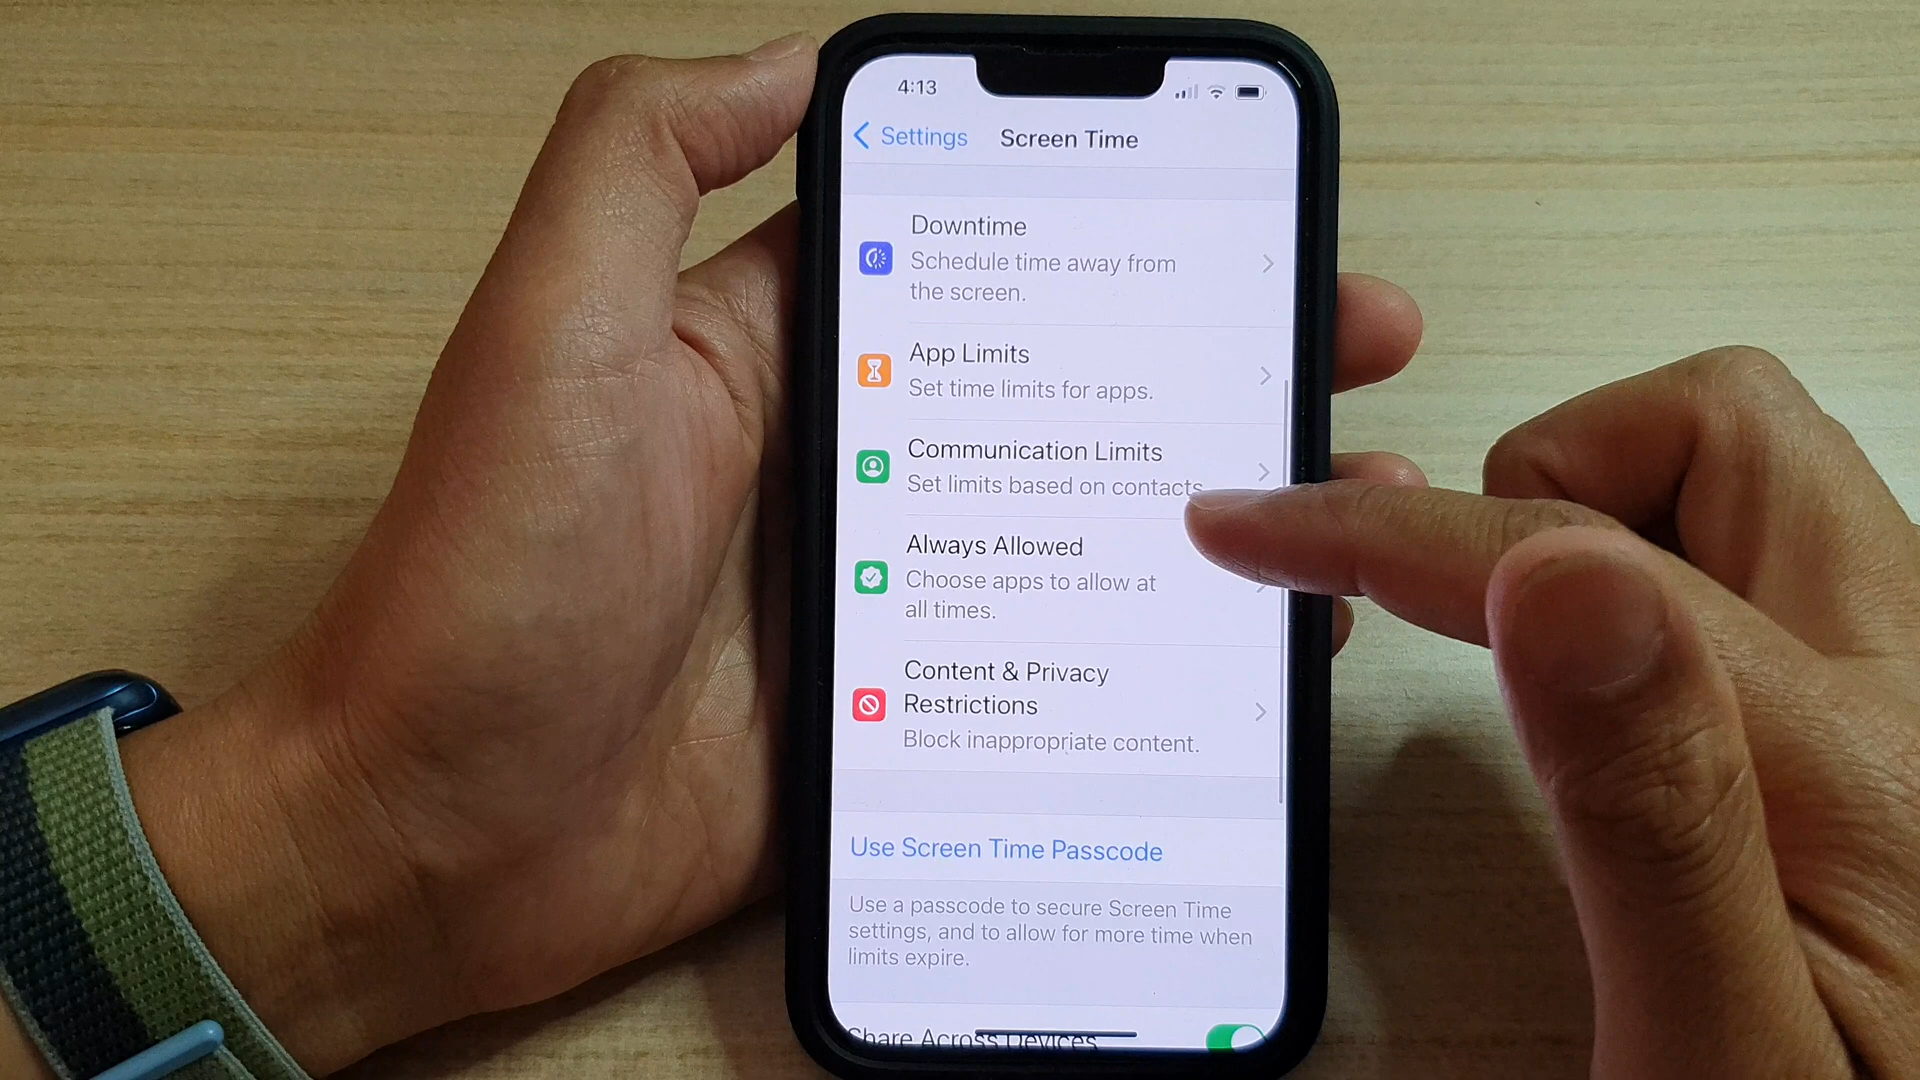 4:13
Settings
Screen Time
Downtime
Schedule time away from
the screen.
App Limits
Set time limits for apps.
Communication Limits
Set limits based on contacts
Always Allowed
Choose apps to allow at
all times.
Content & Privacy
Restrictions
Block inappropriate content.
Use Screen Time Passcode
Use a passcode to secure Screen Time
settings, and to allow for more time when
limits expire.
Share Across Devices